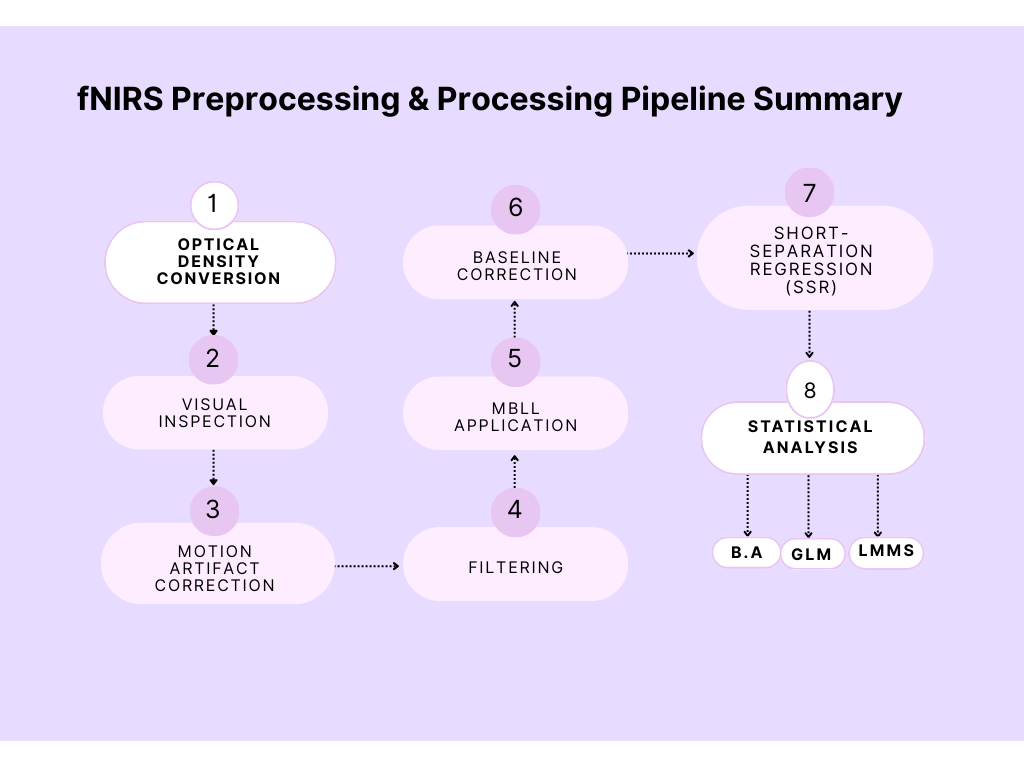 fNIRS Preprocessing & Processing Pipeline Summary
1
OPTICAL
DENSITY
CONVERSION
2
VISUAL
INSPECTION
3
MOTION
ARTIFACT
CORRECTION
4
FILTERING
5
MBLL
APPLICATION
6
BASELINE
CORRECTION
7
SHORT-
SEPARATION
REGRESSION
(SSR)
8
STATISTICAL
ANALYSIS
B.A
GLM
LMMS